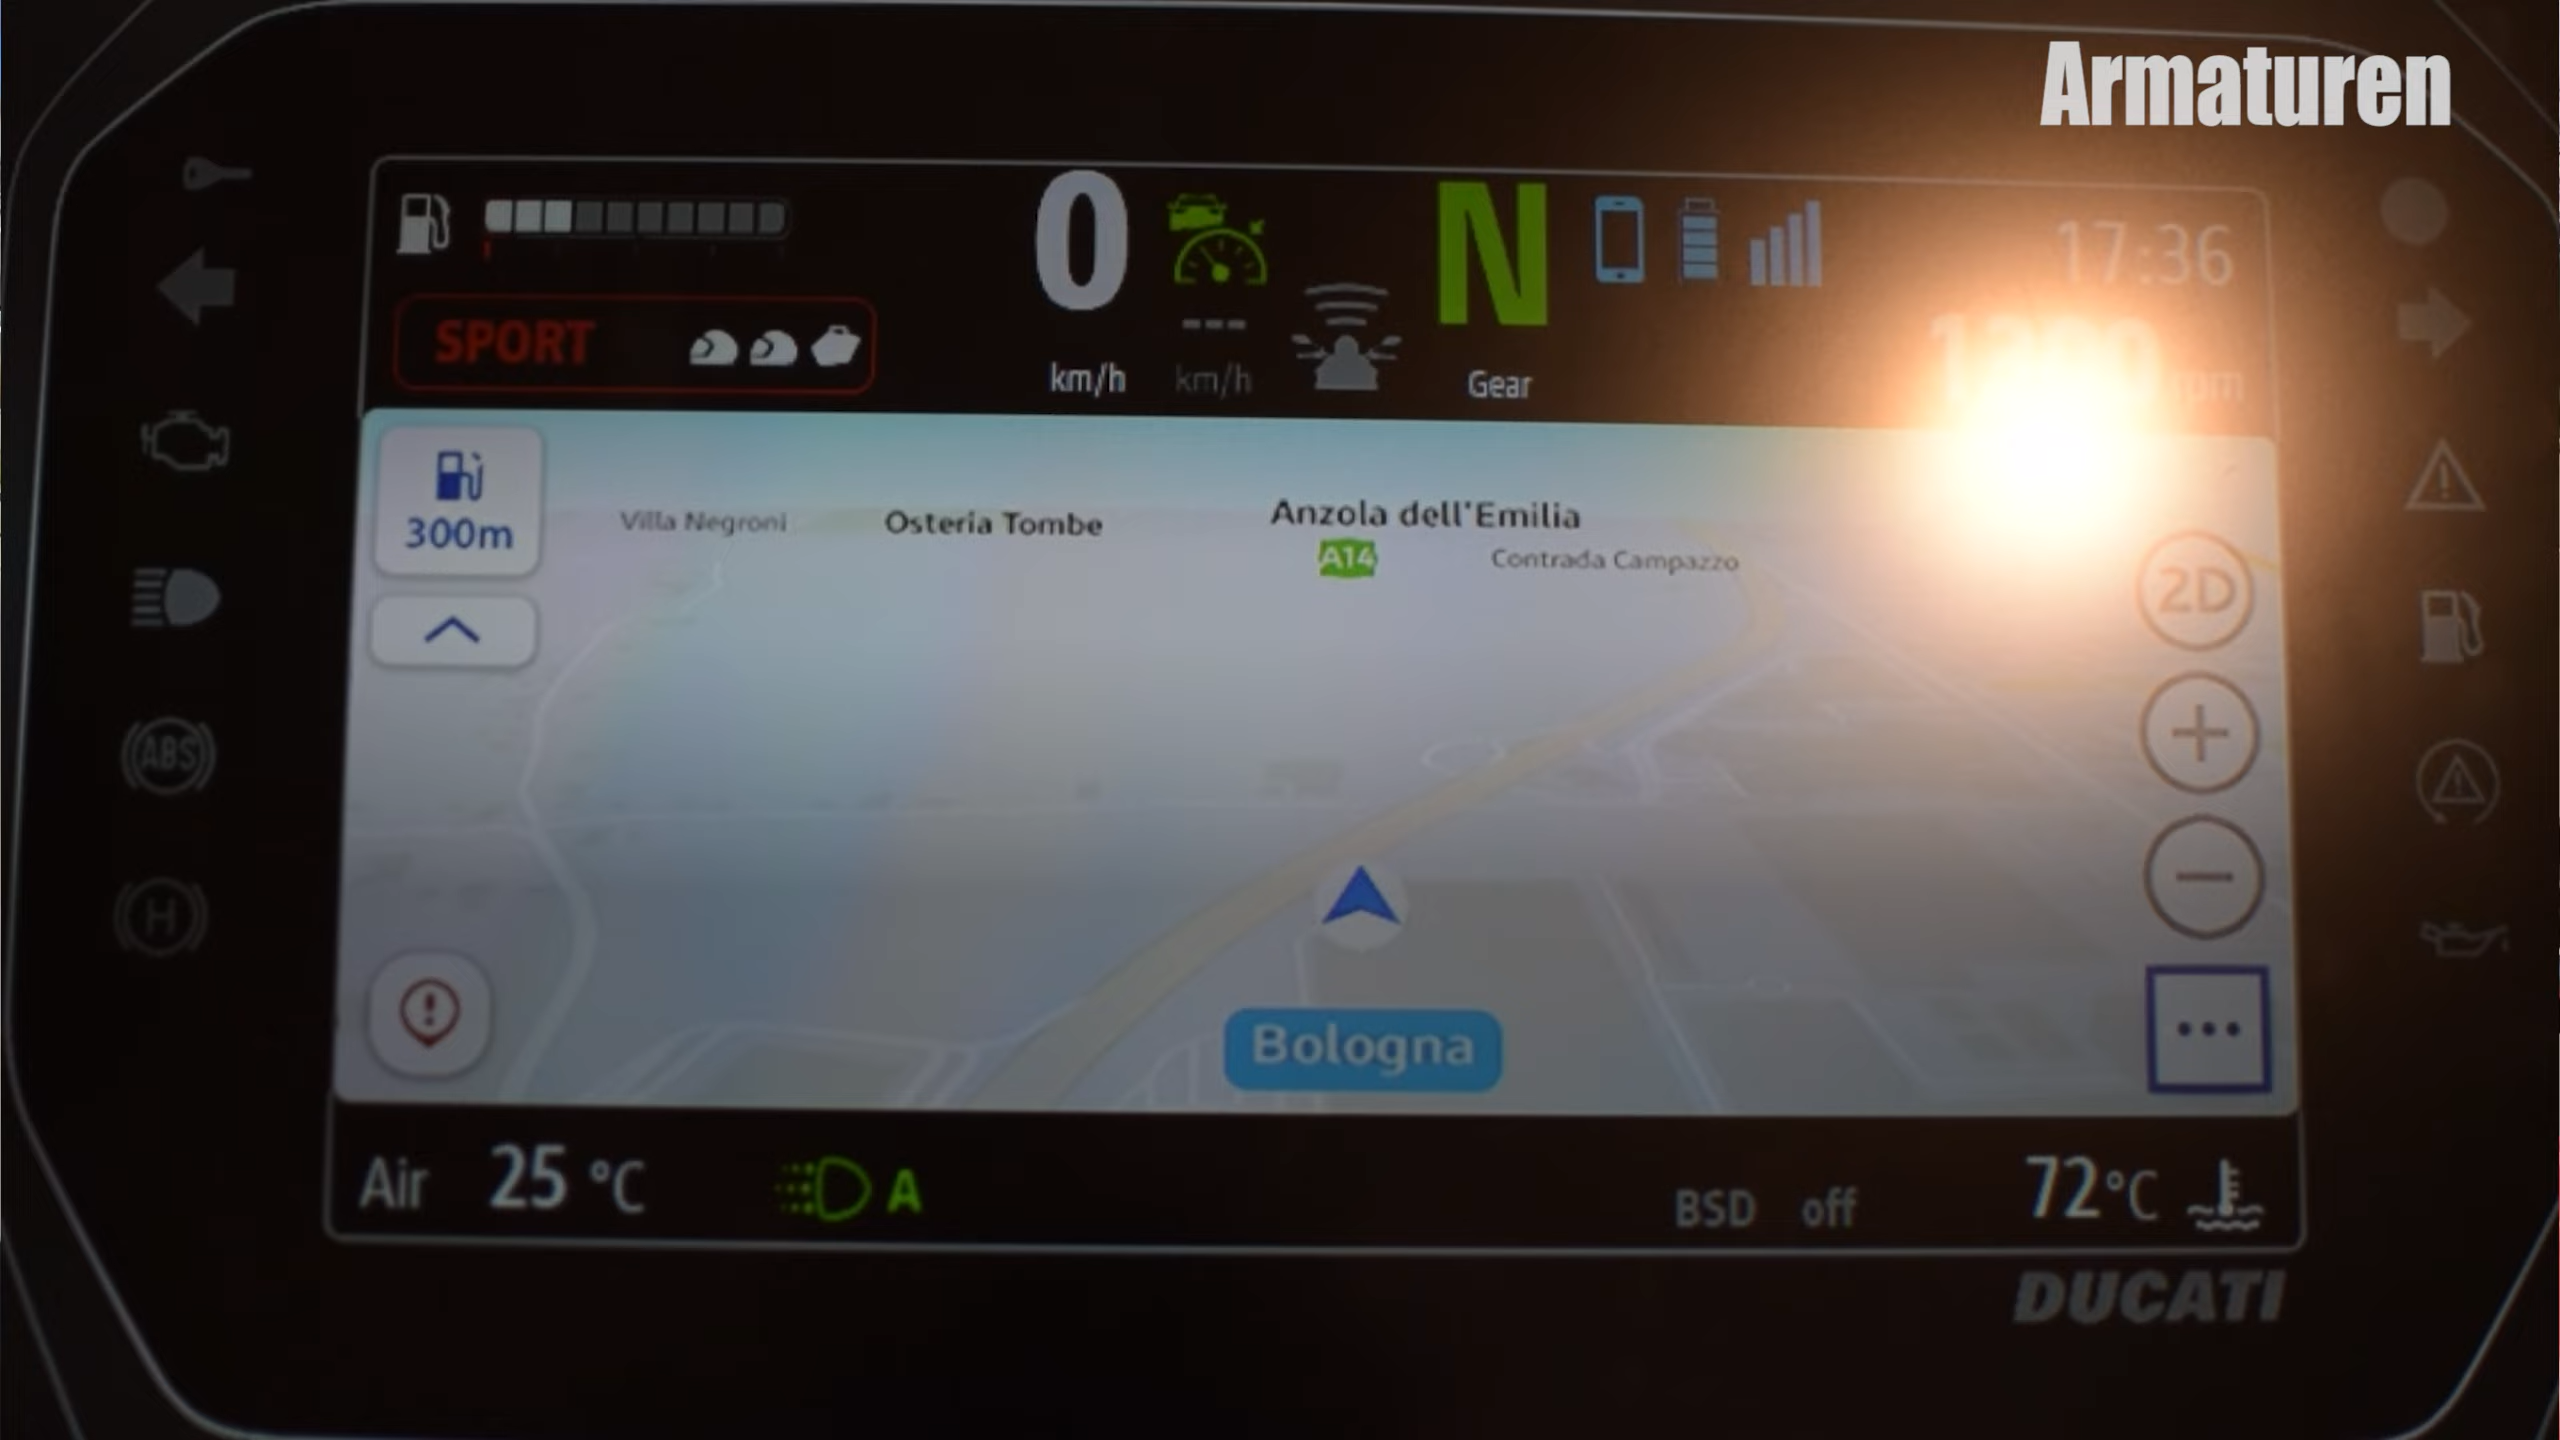 Armaturen
0
N
17:36
SPORT
km/h
---
km/h
Gear
300m
Villa Negroni
Osteria Tombe
Anzola dell'Emilia
A14
Contrada Campazzo
2D
ABS
H
Bologna
Air 25 °C
A
BSD off
72 °C
DUCATI